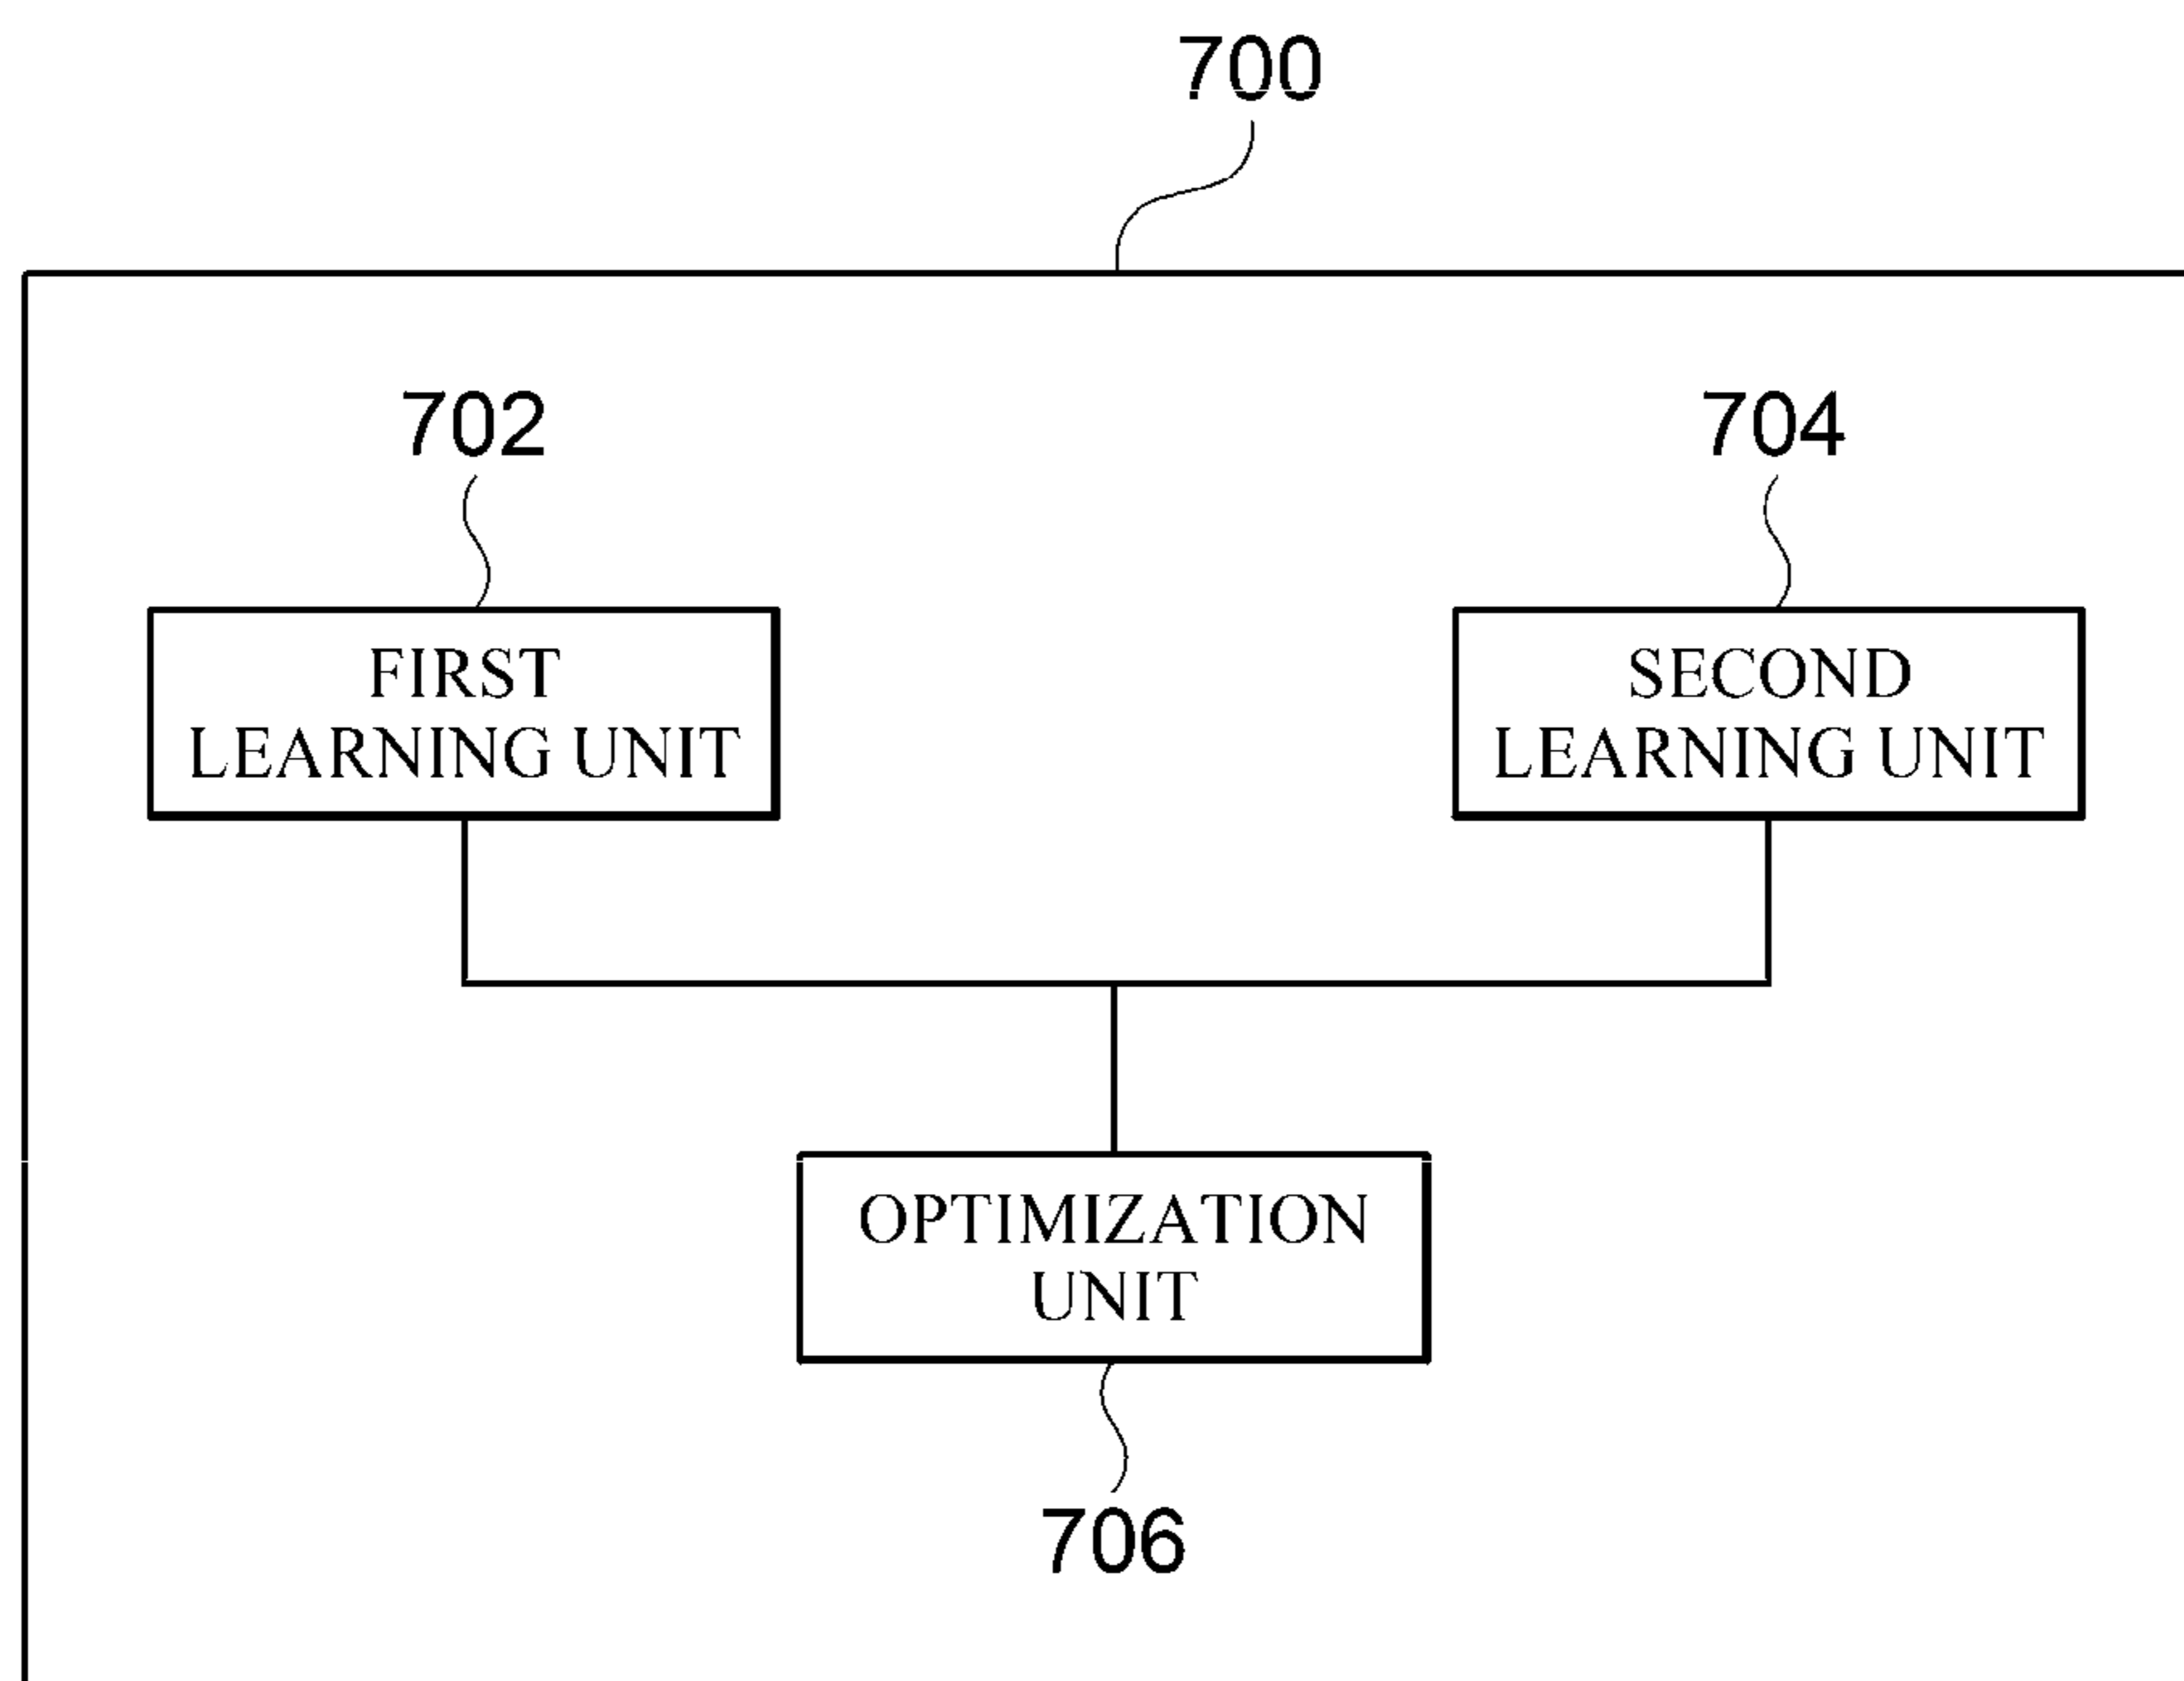 700
702
704
FIRST
LEARNING UNIT
SECOND
LEARNING UNIT
OPTIMIZATION
UNIT
706